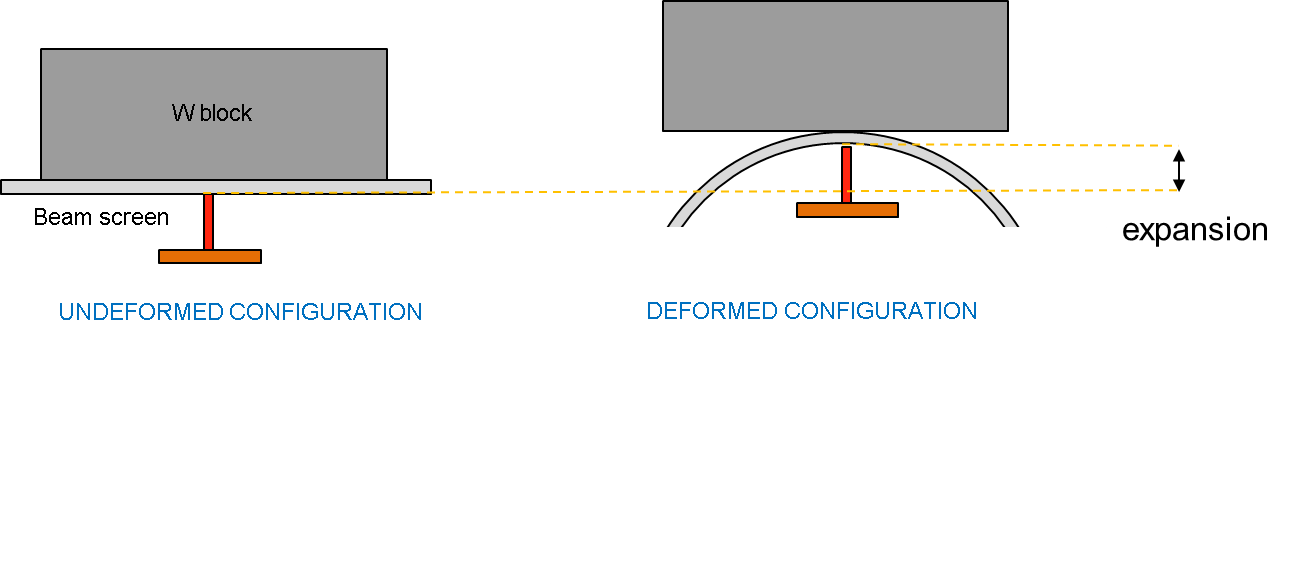 W block
Beam screen
expansion
UNDEFORMED CONFIGURATION
DEFORMED CONFIGURATION